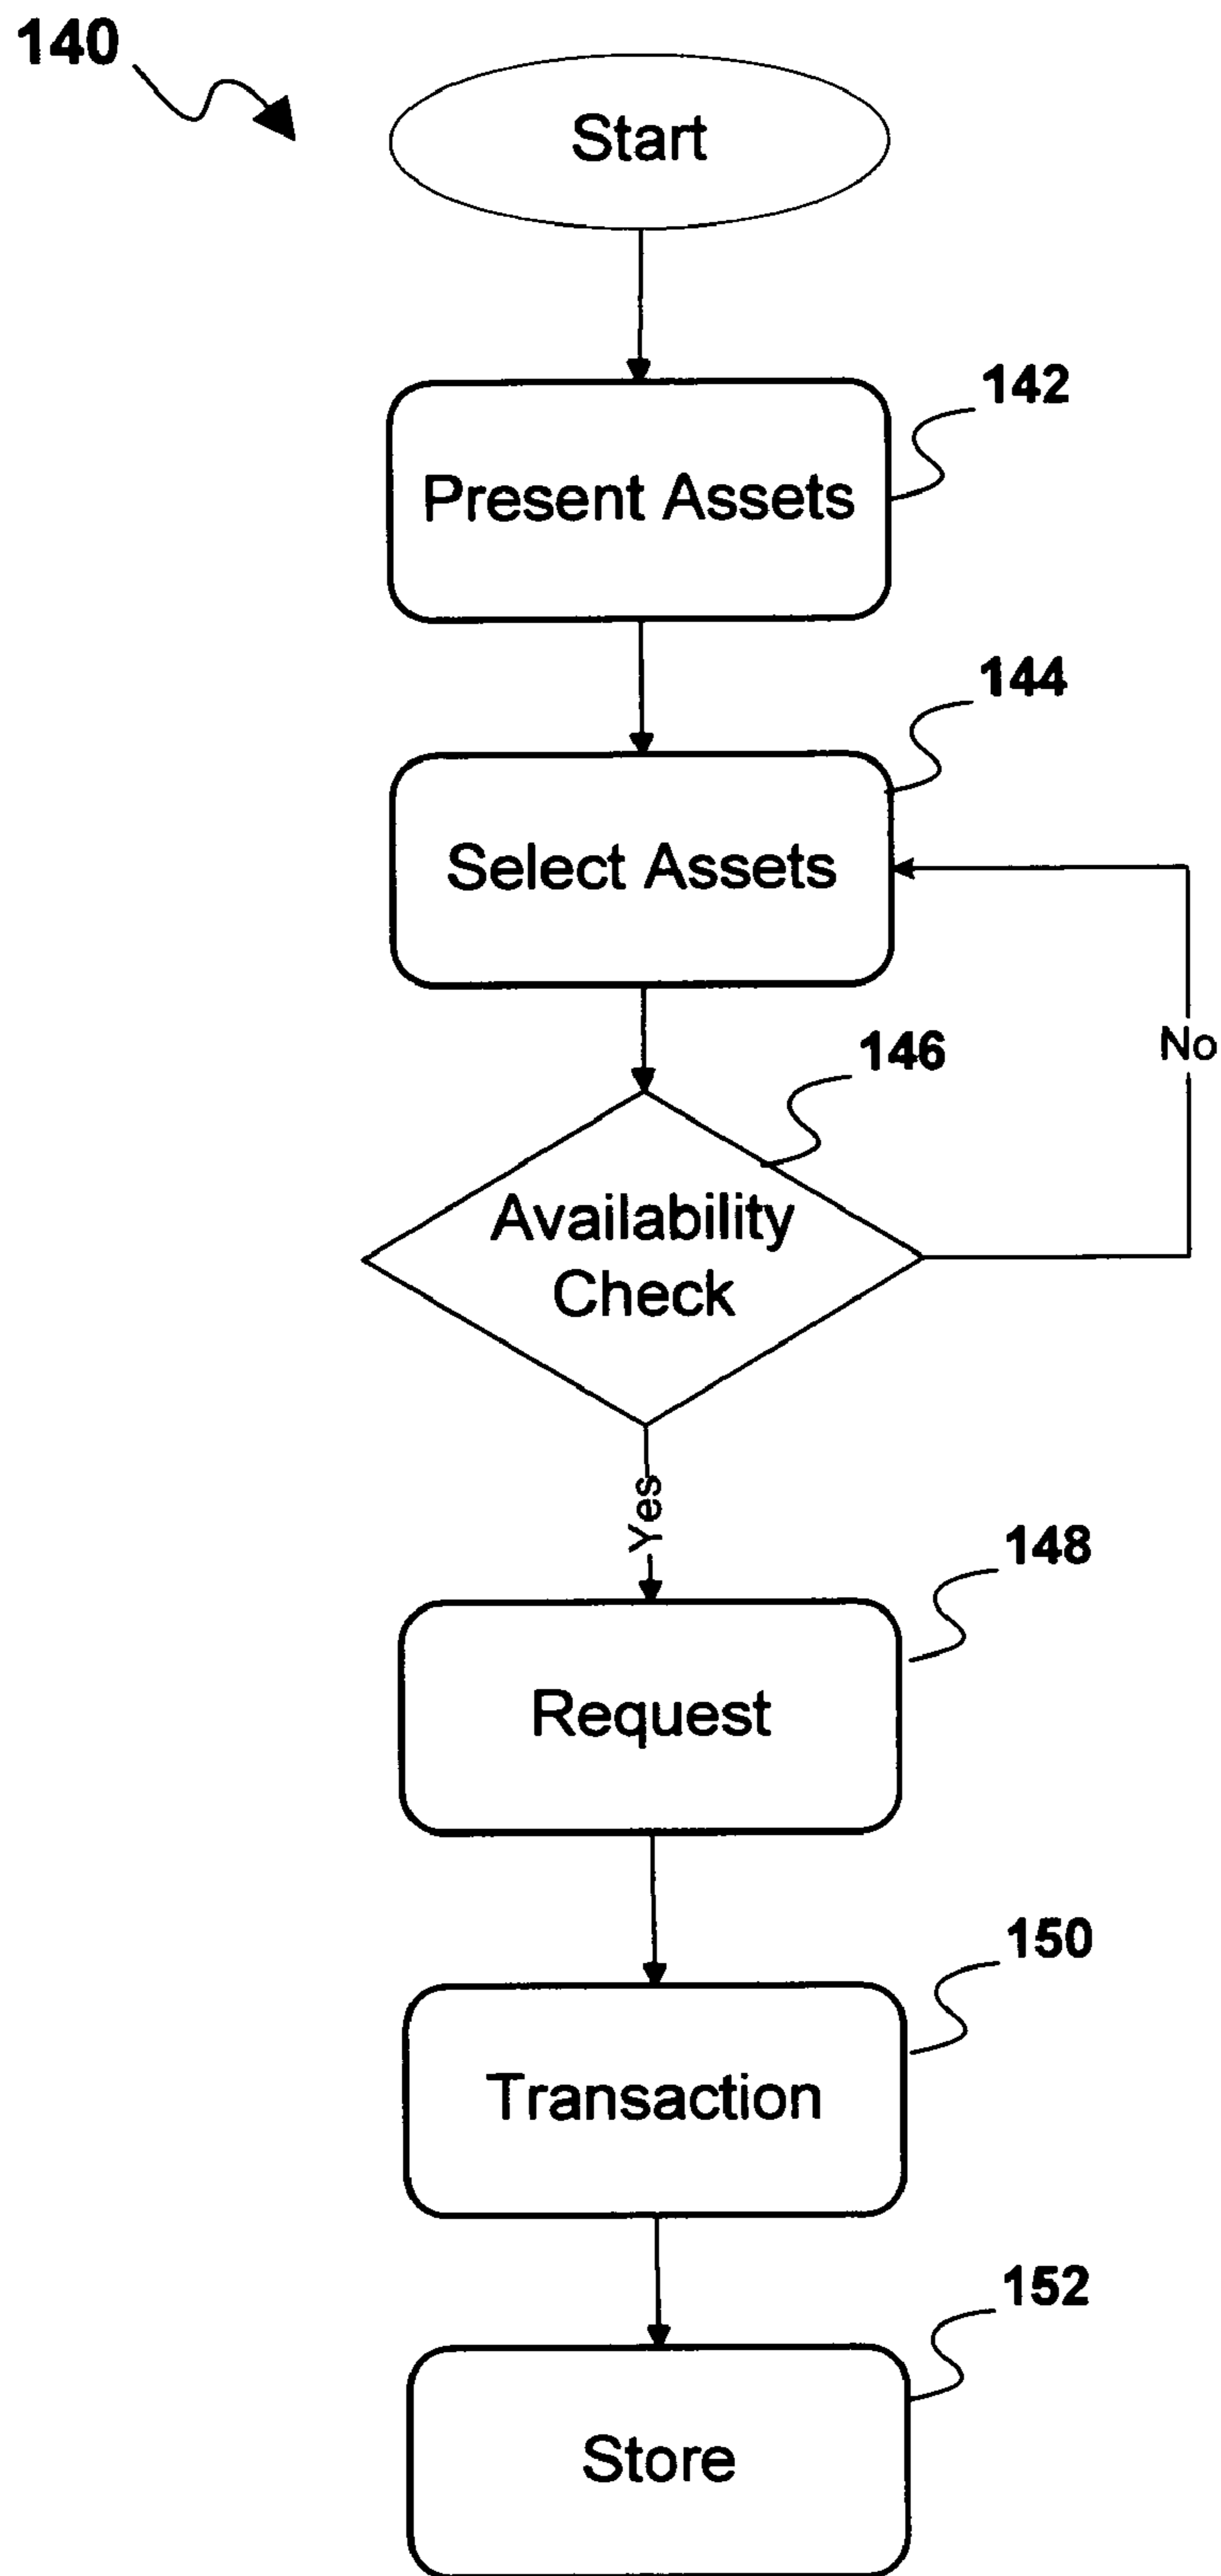 140
Start
142
Present Assets
144
Select Assets
No
146
Availability
Check
Yes
148
Request
150
Transaction
152
Store